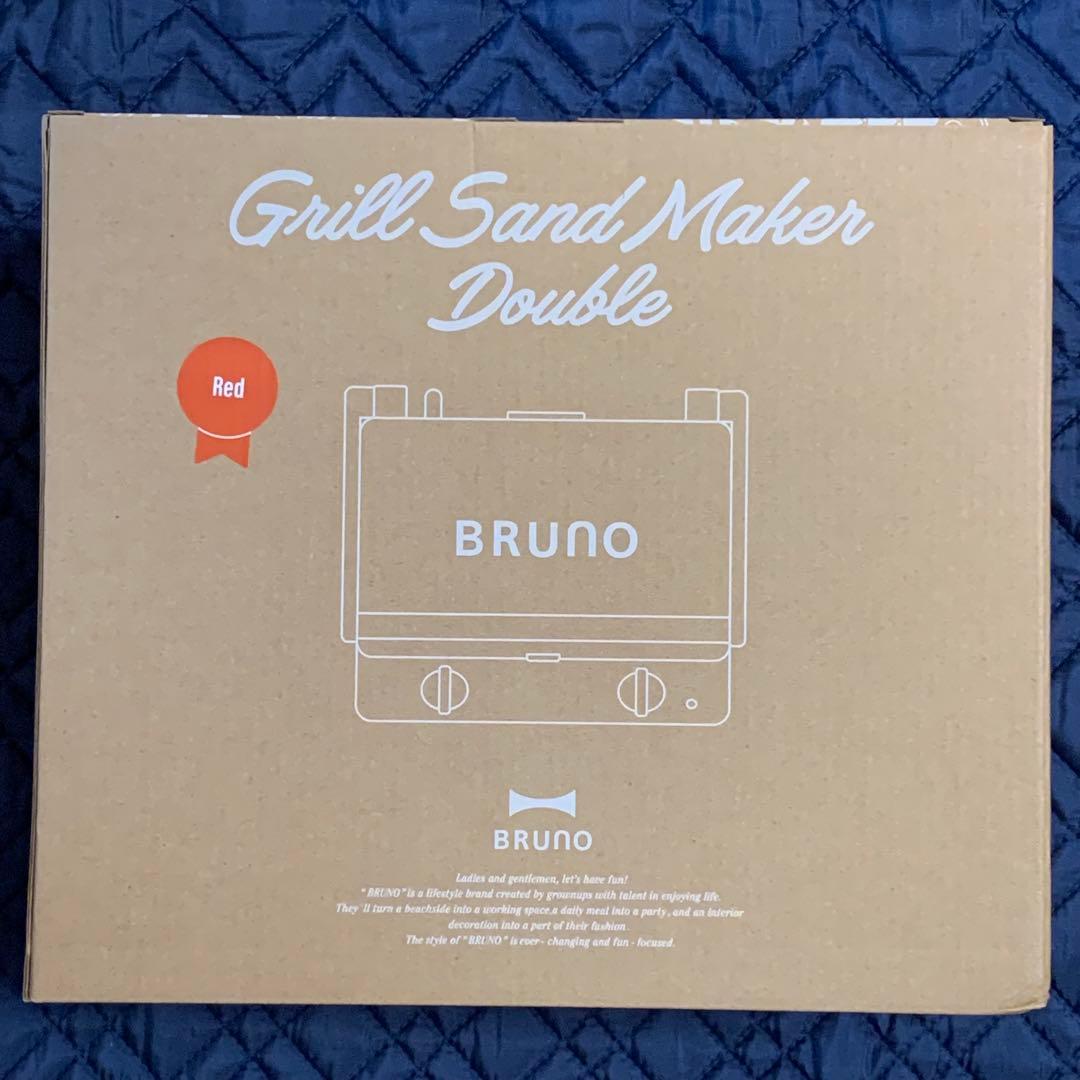 Grill Sand Maker
Double
Red
BRUNO
BRUNO
Ladies and gentlemen, let's have fun!
"BRUNO" is a lifestyle brand created by grownups with talent in enjoying life.
They'll turn a beachside into a working space,a daily meal into a party, and an interior
decoration into a part of their fashion.
The style of "BRUNO" is ever-changing and fun-focused.